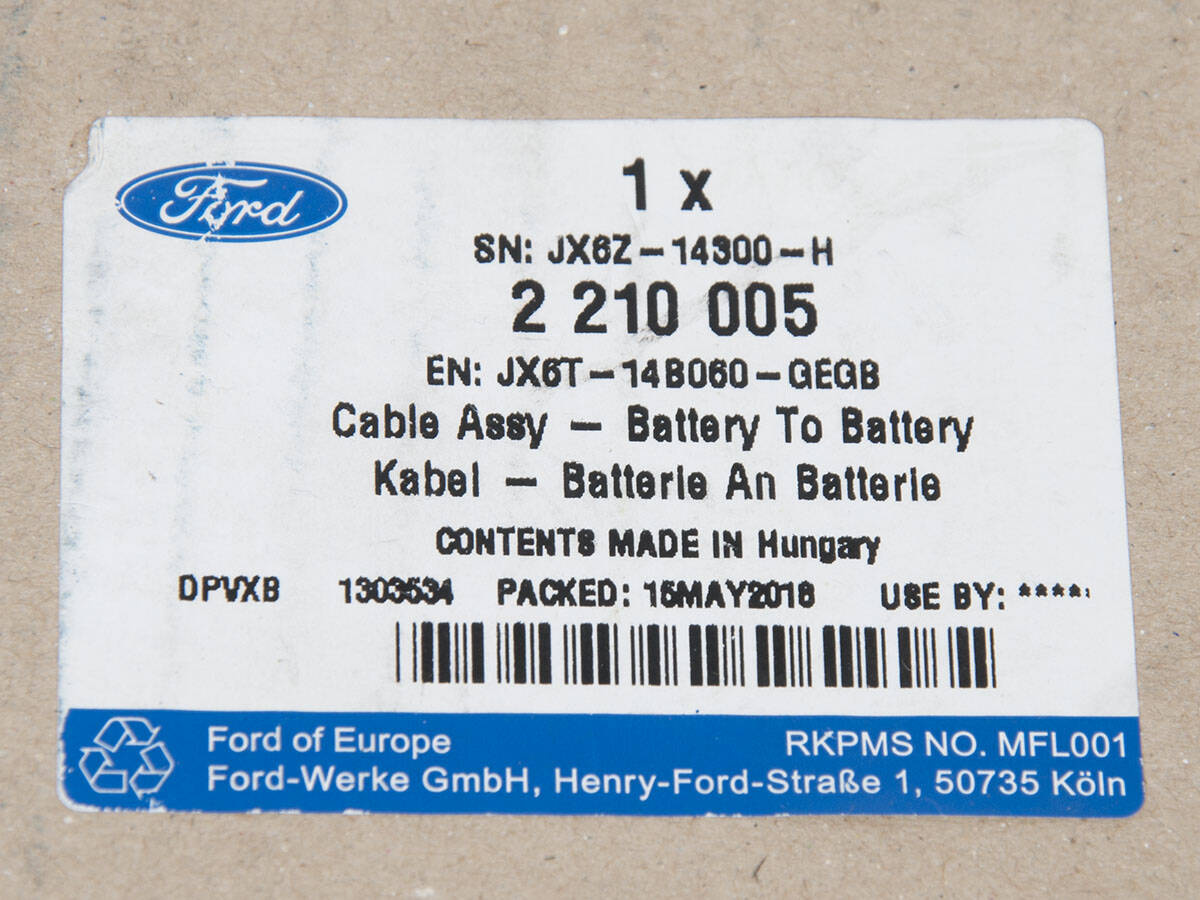 Ford
1 x
SN: JX6Z-14300-H
2 210 005
EN: JX6T-14B060-GEGB
Cable Assy - Battery To Battery
Kabel - Batterie An Batterie
CONTENTS MADE IN Hungary
DPVXB 1303534 PACKED: 15MAY2018 USE BY: ****
Ford of Europe RKPMS NO. MFL001
Ford-Werke GmbH, Henry-Ford-Straße 1, 50735 Köln